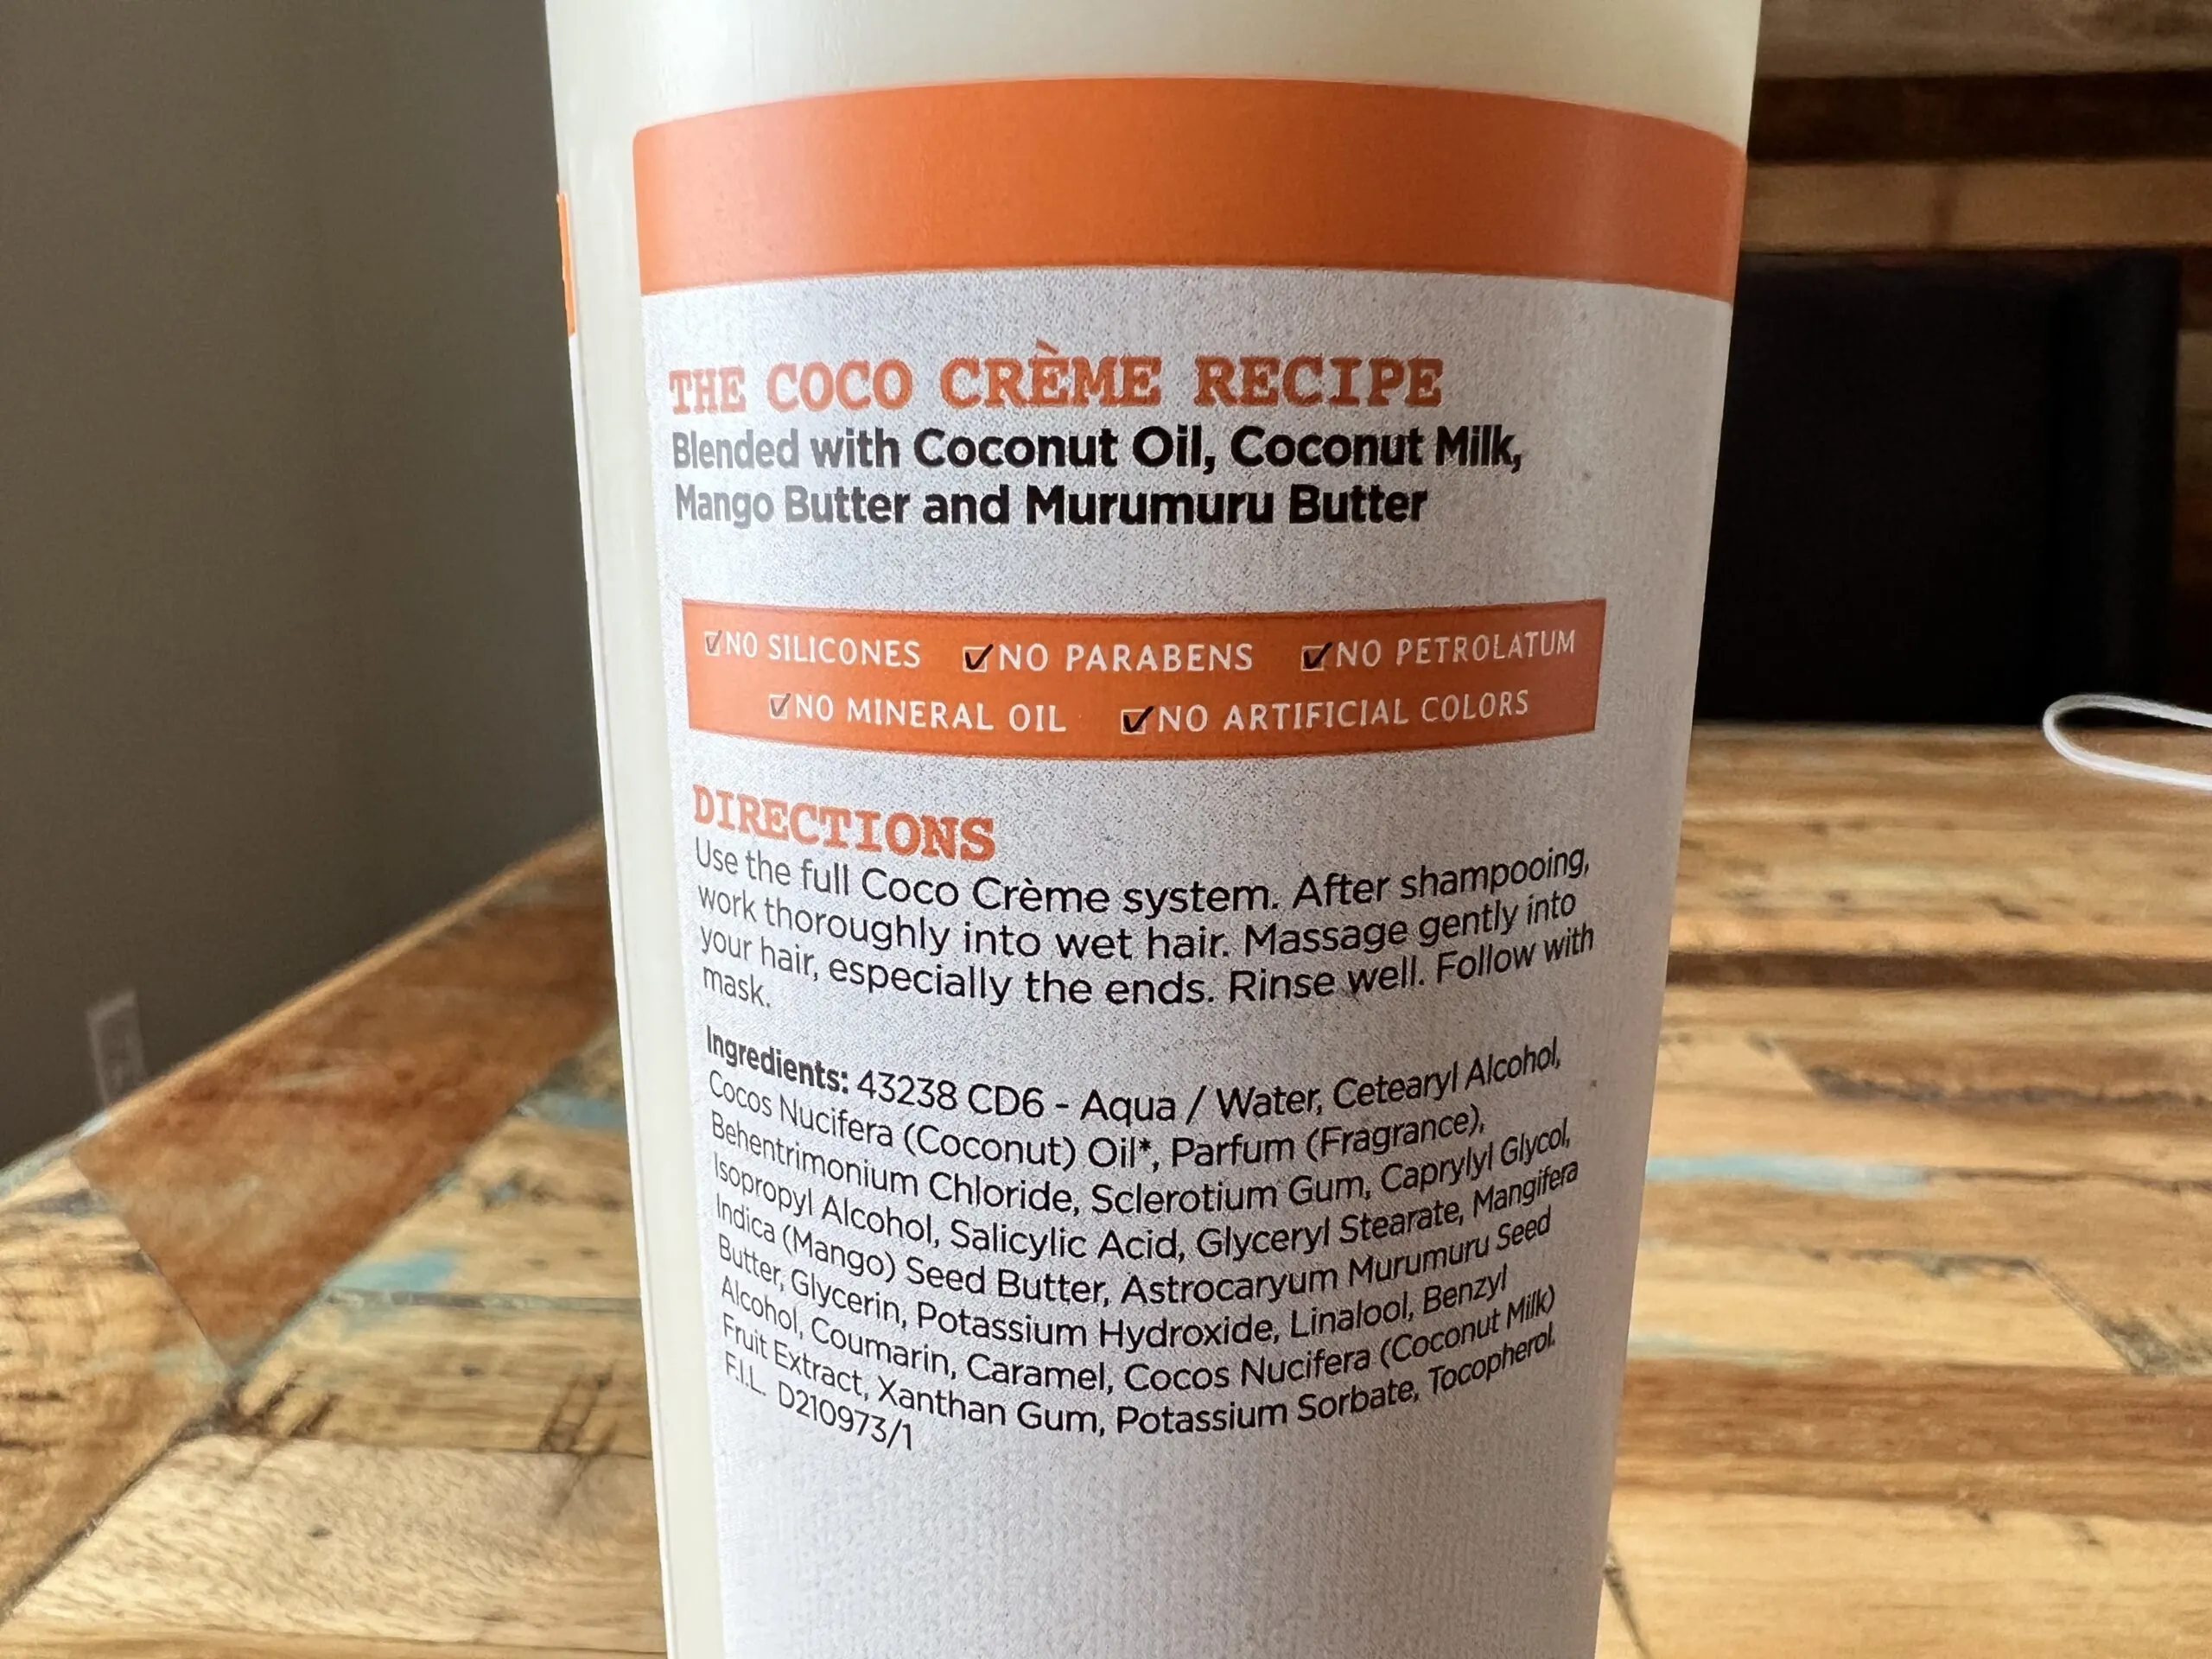 THE COCO CRÈME RECIPE
Blended with Coconut Oil, Coconut Milk,
Mango Butter and Murumuru Butter
NO SILICONES NO PARABENS NO PETROLATUM
NO MINERAL OIL NO ARTIFICIAL COLORS
DIRECTIONS
Use the full Coco Crème system. After shampooing,
work thoroughly into wet hair. Massage gently into
your hair, especially the ends. Rinse well. Follow with
mask.
Ingredients: 43238 CD6 - Aqua / Water, Cetearyl Alcohol,
Cocos Nucifera (Coconut) Oil*, Parfum (Fragrance),
Behentrimonium Chloride, Sclerotium Gum, Caprylyl Glycol,
Isopropyl Alcohol, Salicylic Acid, Glyceryl Stearate, Mangifera
Indica (Mango) Seed Butter, Astrocaryum Murumuru Seed
Butter, Glycerin, Potassium Hydroxide, Linalool, Benzyl
Alcohol, Coumarin, Caramel, Cocos Nucifera (Coconut Milk)
Fruit Extract, Xanthan Gum, Potassium Sorbate, Tocopherol.
F.I.L. D210973/1